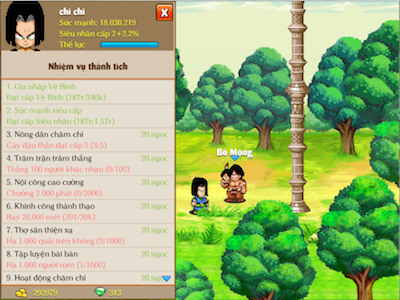 chi chi
Sức mạnh: 18.030.219
Siêu nhân cấp 2+2.2%
Thể lực
Nhiệm vụ thành tích
1. Gia nhập Vệ Binh
Đạt cấp Vệ Binh (18Tr/340k)
2. Sức mạnh siêu cấp
Đạt cấp Siêu nhân (18Tr/1,5Tr)
3. Nông dân chăm chỉ 20 ngọc
Cây đậu thần đạt cấp 5 (3/5)
4. Trăm trận trăm thắng 20 ngọc
Thắng 100 người khác nhau (0/100)
5. Nội công cao cường 20 ngọc
Chưởng 2.000 phát (0/2000)
6. Khinh công thành thạo 20 ngọc
Bay 20.000 mét (391/20k)
7. Thợ săn thiện xạ 20 ngọc
Hạ 1.000 quái trên không (5/1000)
8. Tập luyện bài bản 20 ngọc
Hạ 1.000 người rơm (1/1000)
9. Hoạt động chăm chỉ 20 ngọc
293979 313
Bò Mộng
X